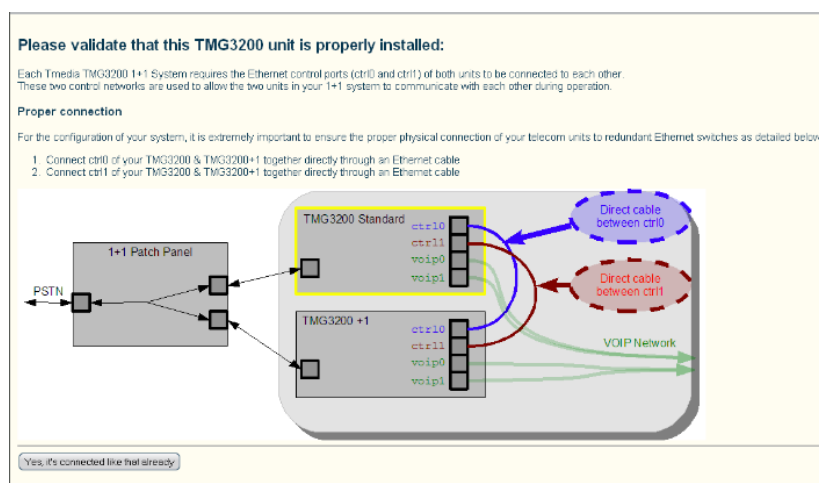 Please validate that this TMG3200 unit is properly installed:
Each Tmedia TMG3200 1+1 System requires the Ethernet control ports (ctrl0 and ctrl1) of both units to be connected to each other.
These two control networks are used to allow the two units in your 1+1 system to communicate with each other during operation.
Proper connection
For the configuration of your system, it is extremely important to ensure the proper physical connection of your telecom units to redundant Ethernet switches as detailed below
1. Connect ctrl0 of your TMG3200 & TMG3200+1 together directly through an Ethernet cable
2. Connect ctrl1 of your TMG3200 & TMG3200+1 together directly through an Ethernet cable
TMG3200 Standard
ctrl0
ctrl1
voip0
voip1
Direct cable
between ctrl0
1+1 Patch Panel
PSTN
Direct cable
between ctrl1
TMG3200 +1
ctrl0
ctrl1
voip0
voip1
VOIP Network
Yes, it's connected like that already